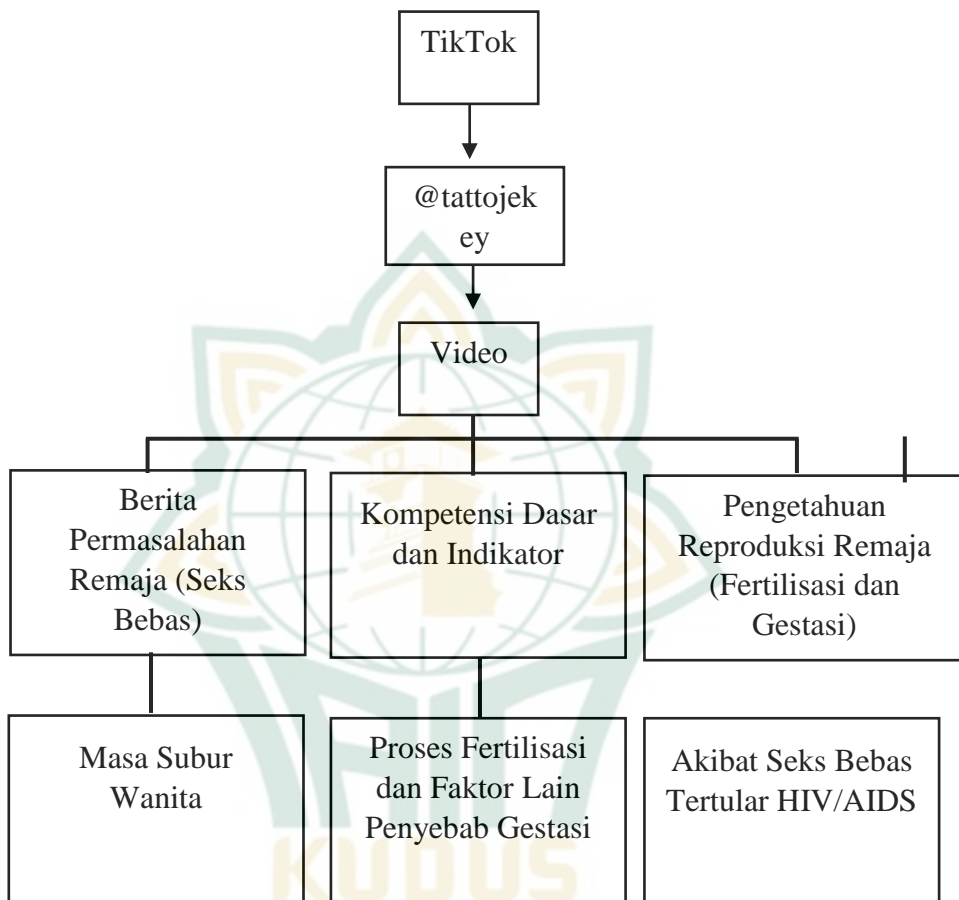 TikTok
@tattojek
ey
Video
Berita
Permasalahan
Remaja (Seks
Bebas)
Kompetensi Dasar
dan Indikator
Pengetahuan
Reproduksi Remaja
(Fertilisasi dan
Gestasi)
Masa Subur
Wanita
Proses Fertilisasi
dan Faktor Lain
Penyebab Gestasi
Akibat Seks Bebas
Tertular HIV/AIDS
KUDUS